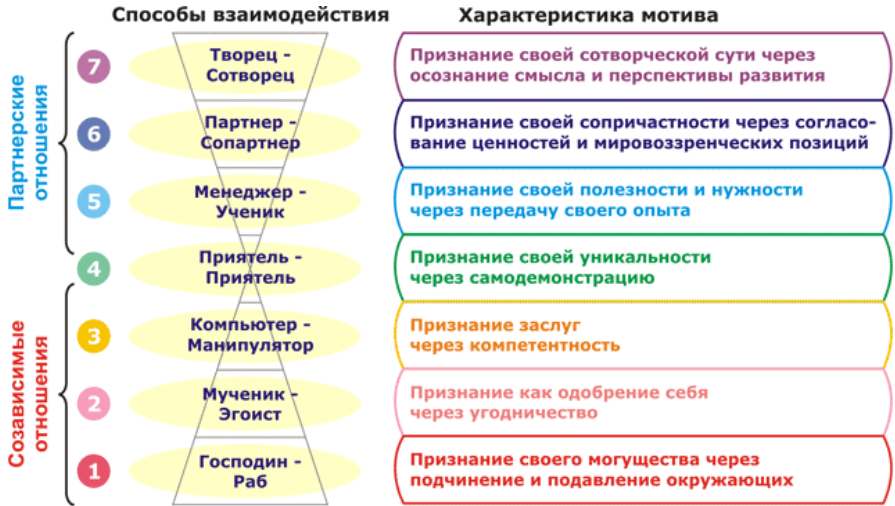 Способы взаимодействия
Характеристика мотива
Партнерские
отношения
7
Творец -
Сотворец
Признание своей сотворческой сути через
осознание смысла и перспективы развития
6
Партнер -
Сопартнер
Признание своей сопричастности через согласо-
вание ценностей и мировоззренческих позиций
5
Менеджер -
Ученик
Признание своей полезности и нужности
через передачу своего опыта
4
Приятель -
Приятель
Признание своей уникальности
через самодемонстрацию
Созависимые
отношения
3
Компьютер -
Манипулятор
Признание заслуг
через компетентность
2
Мученик -
Эгоист
Признание как одобрение себя
через угодничество
1
Господин -
Раб
Признание своего могущества через
подчинение и подавление окружающих